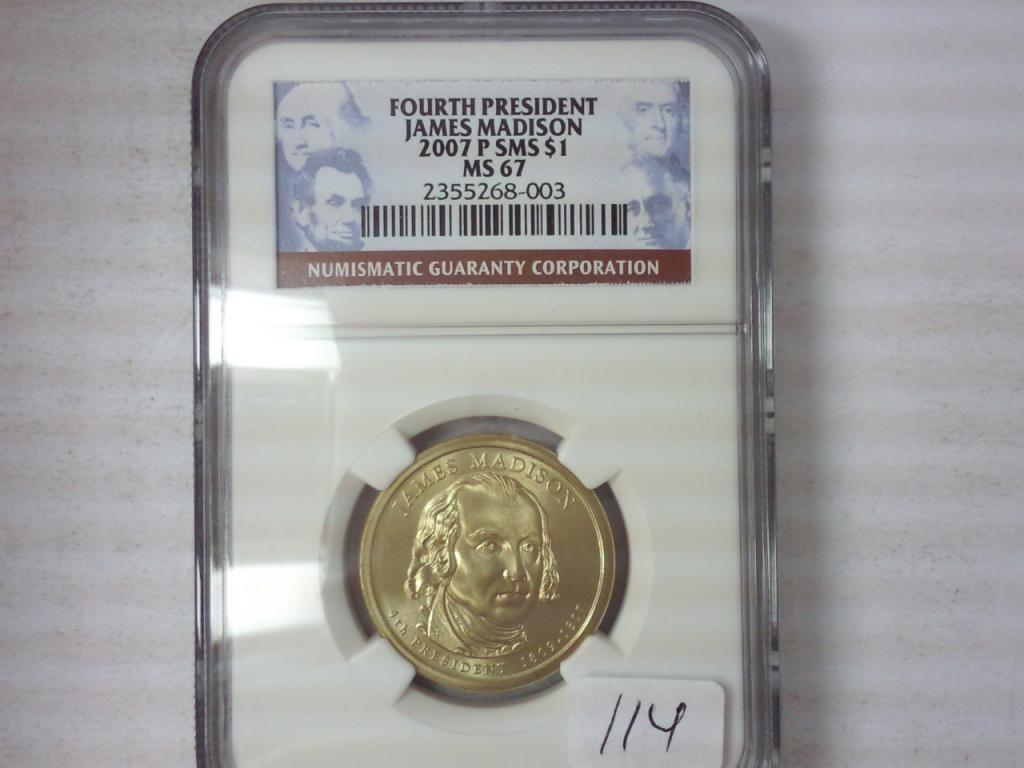 FOURTH PRESIDENT
JAMES MADISON
2007 P SMS $1
MS 67
2355268-003
NUMISMATIC GUARANTY CORPORATION
JAMES MADISON
4th PRESIDENT 1809-1817
114